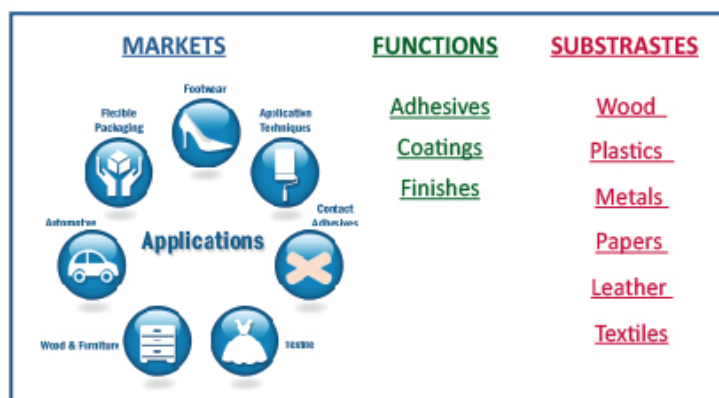 MARKETS
FUNCTIONS
SUBSTRASTES
Footwear
Flexible
Packaging
Application
Techniques
Automotive
Applications
Contact
Adhesives
Wood & Furniture
Textile
Adhesives
Coatings
Finishes
Wood
Plastics
Metals
Papers
Leather
Textiles